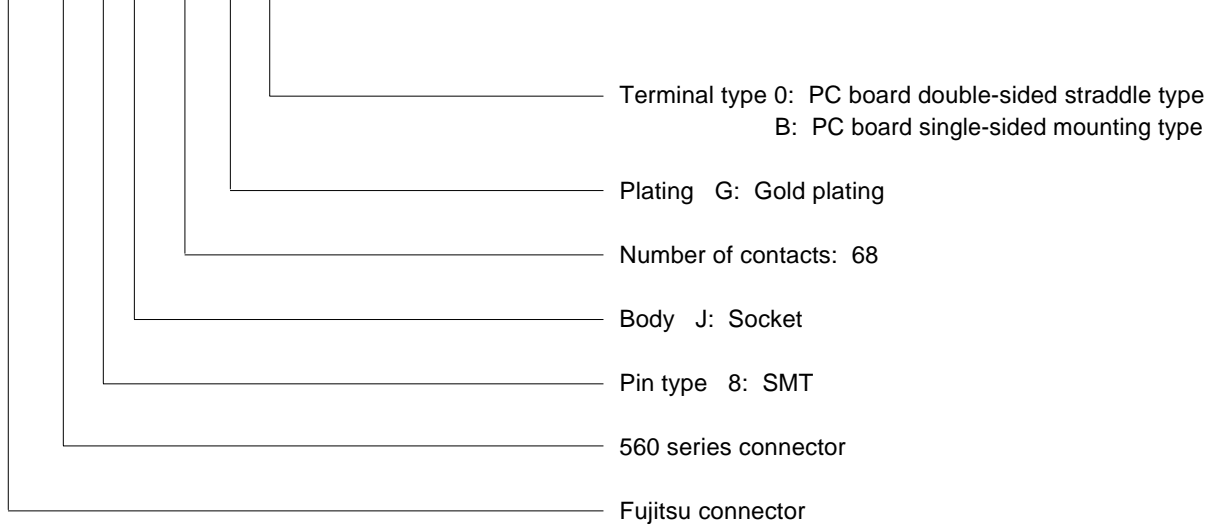 Terminal type 0: PC board double-sided straddle type
B: PC board single-sided mounting type
Plating G: Gold plating
Number of contacts: 68
Body J: Socket
Pin type 8: SMT
560 series connector
Fujitsu connector